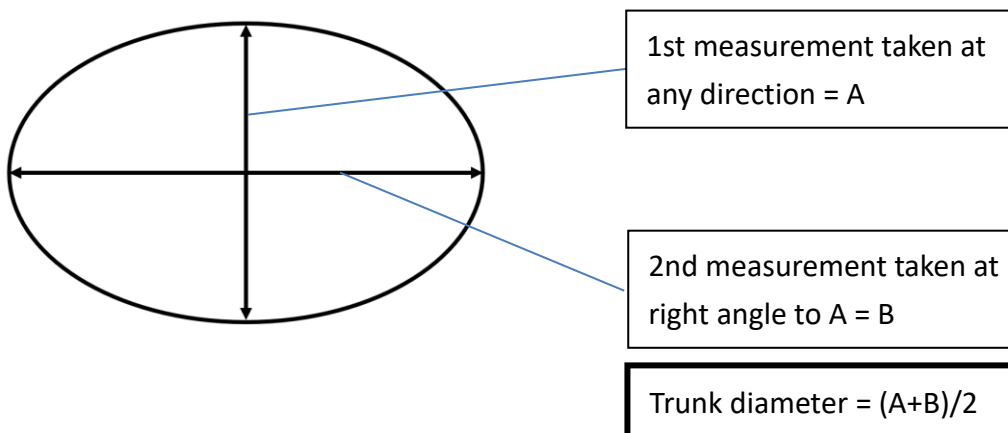 1st measurement taken at
any direction = A
2nd measurement taken at
right angle to A = B
Trunk diameter = (A+B)/2